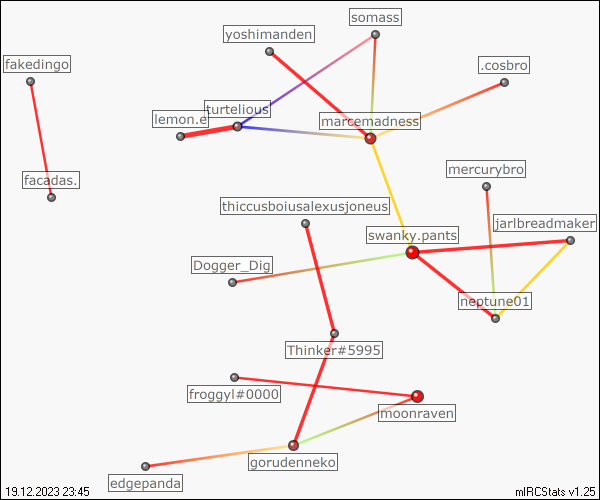 somass
yoshimanden
fakedingo
.cosbro
turtelious
lemon.e
marcemadness
mercurybro
facadas.
thiccusboiusalexusjoneus
jarlbreadmaker
swanky.pants
Dogger_Dig
neptune01
Thinker#5995
froggyl#0000
moonraven
gorudenneko
edgepanda
19.12.2023 23:45
mIRCStats v1.25